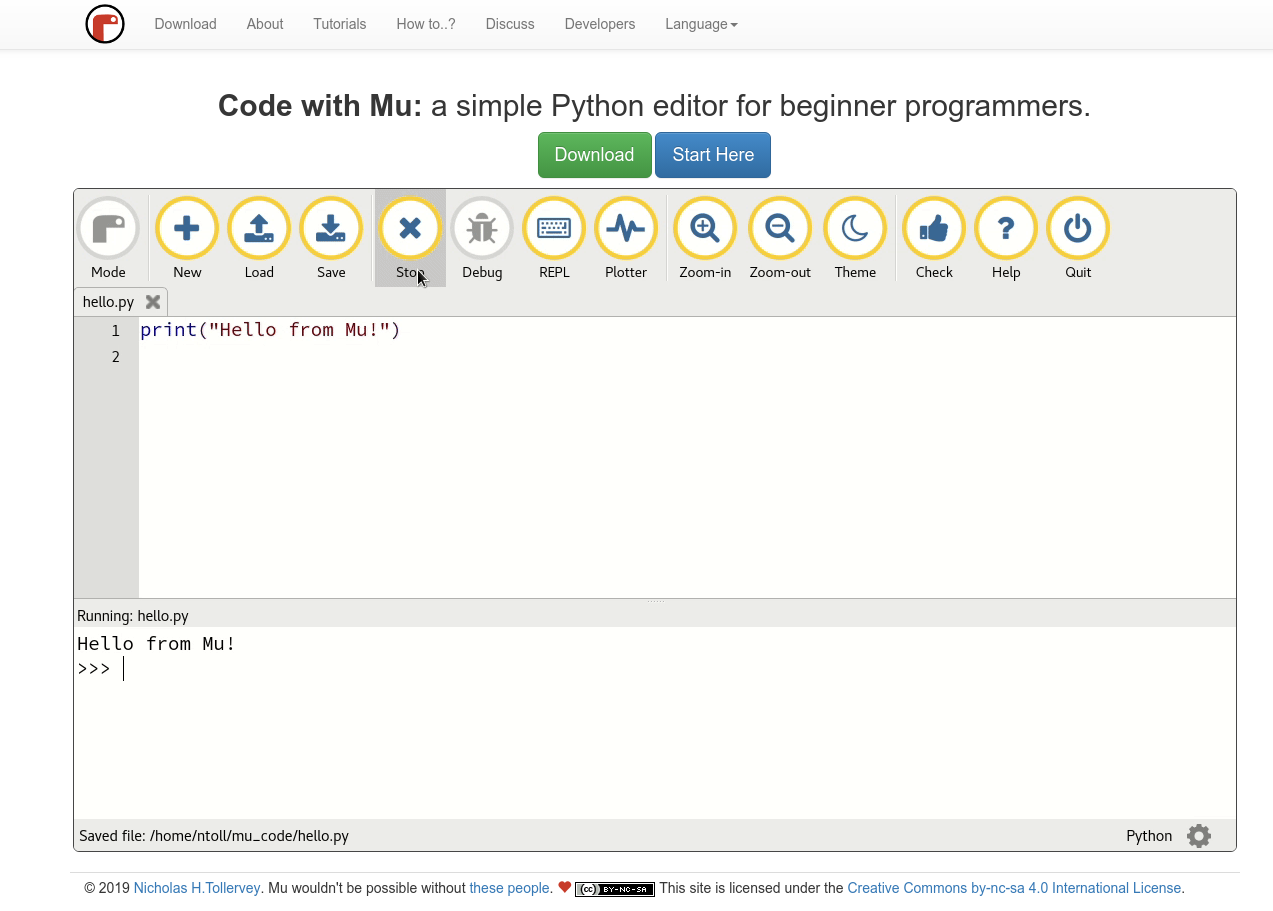 Download About Tutorials How to..? Discuss Developers Language
Code with Mu: a simple Python editor for beginner programmers.
Download Start Here
Mode New Load Save Stop Debug REPL Plotter Zoom-in Zoom-out Theme Check Help Quit
hello.py
1 print("Hello from Mu!")
2
Running: hello.py
Hello from Mu!
>>>
Saved file: /home/ntoll/mu_code/hello.py Python
© 2019 Nicholas H.Tollervey. Mu wouldn't be possible without these people. (cc) BY-NC-SA This site is licensed under the Creative Commons by-nc-sa 4.0 International License.